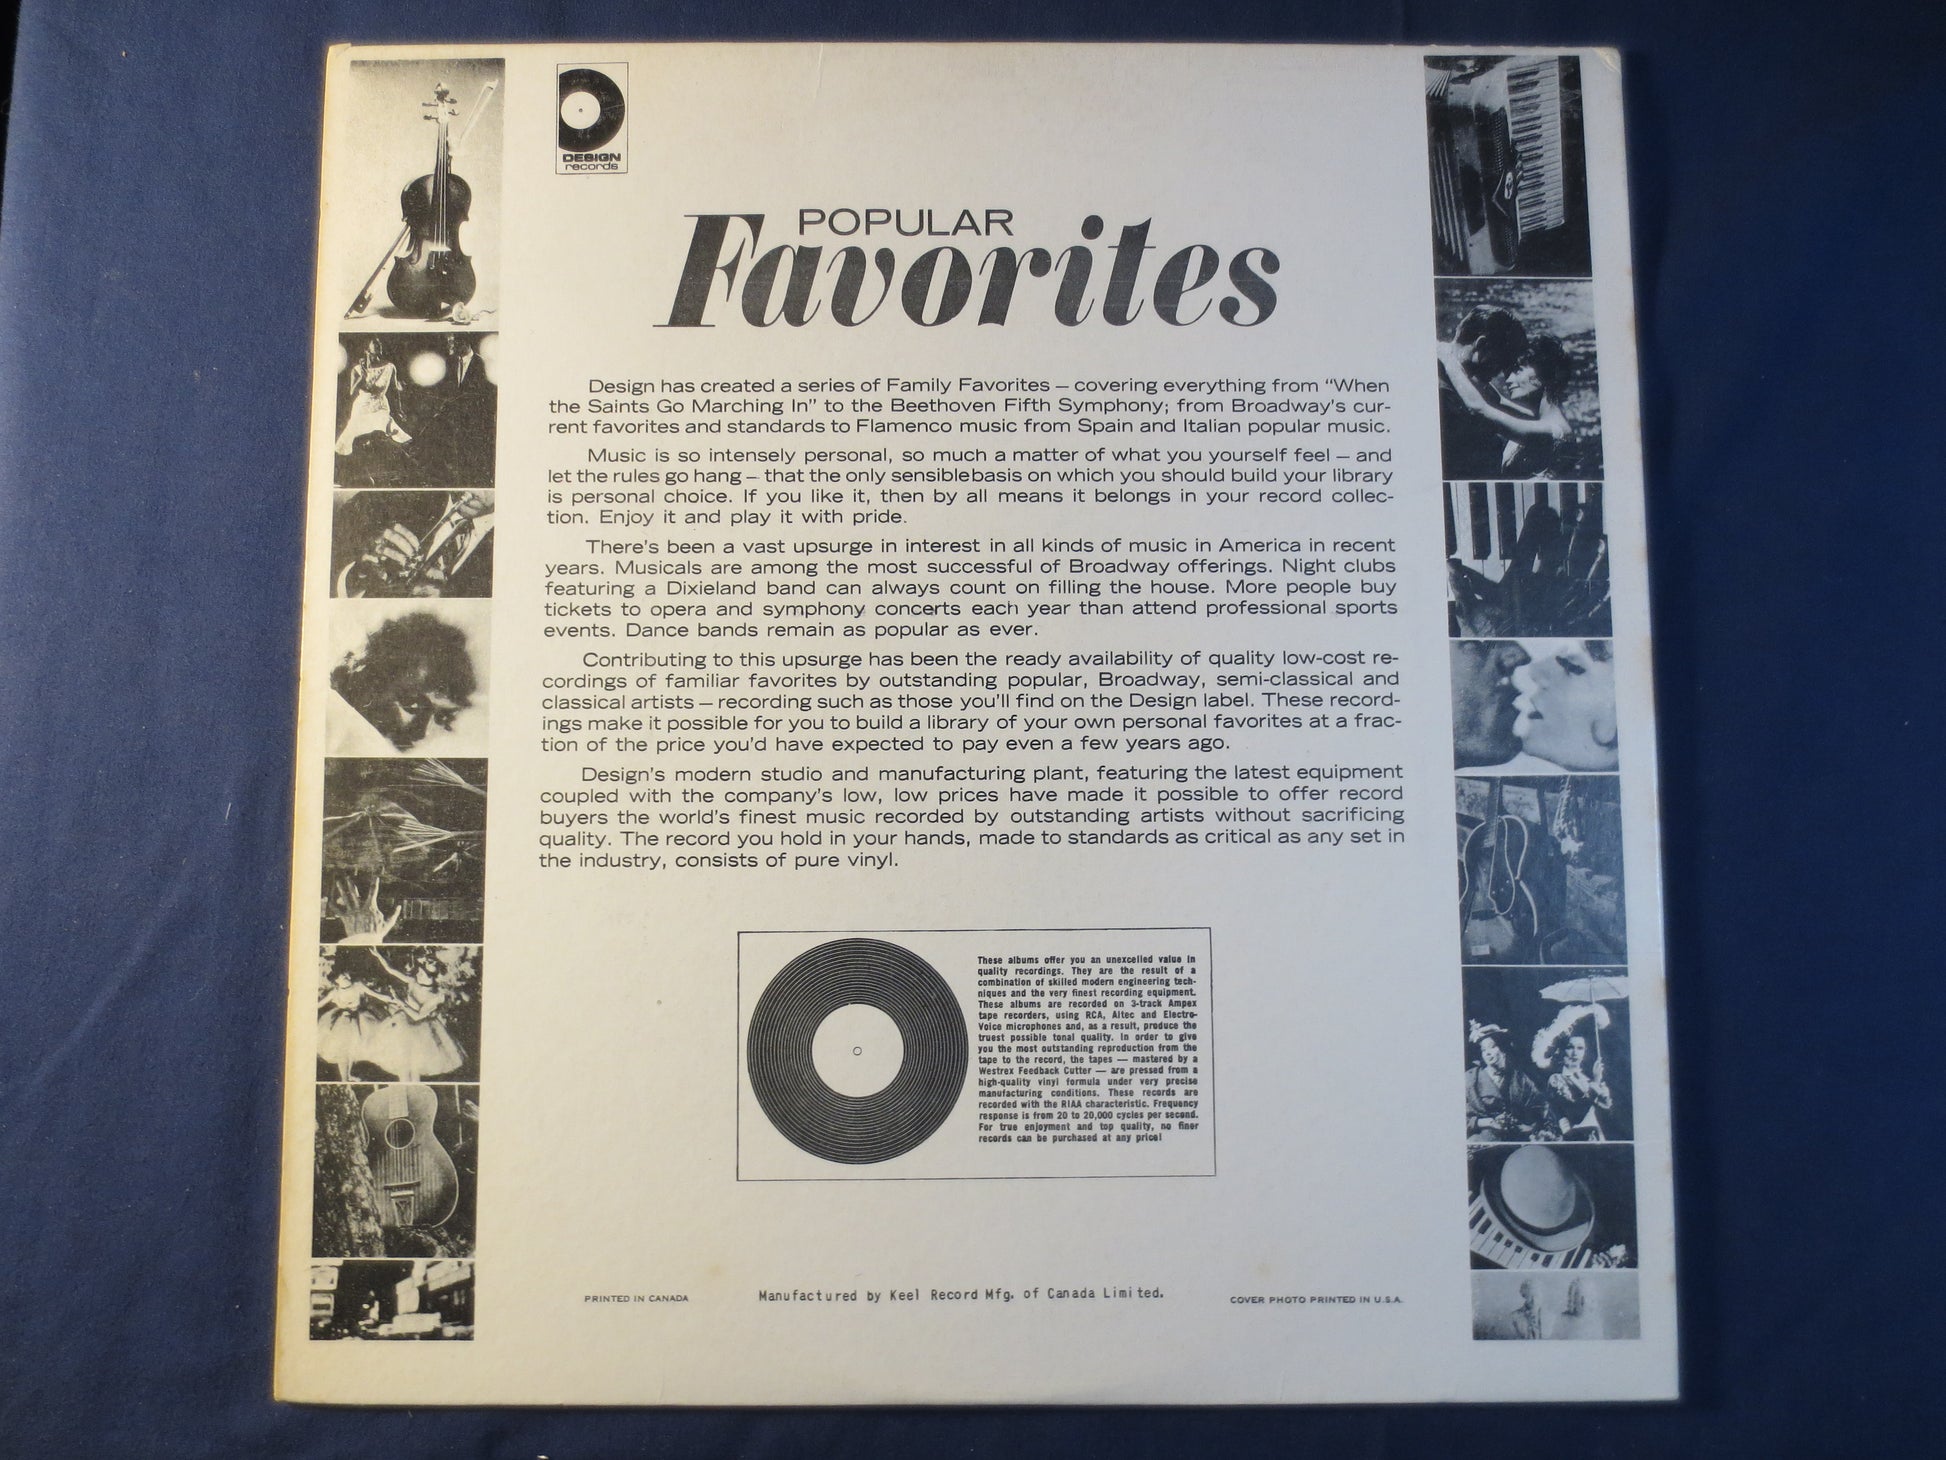 DESIGN
records
POPULAR
Favorites
Design has created a series of Family Favorites — covering everything from "When
the Saints Go Marching In" to the Beethoven Fifth Symphony; from Broadway's cur-
rent favorites and standards to Flamenco music from Spain and Italian popular music.
Music is so intensely personal, so much a matter of what you yourself feel — and
let the rules go hang — that the only sensible basis on which you should build your library
is personal choice. If you like it, then by all means it belongs in your record collec-
tion. Enjoy it and play it with pride.
There's been a vast upsurge in interest in all kinds of music in America in recent
years. Musicals are among the most successful of Broadway offerings. Night clubs
featuring a Dixieland band can always count on filling the house. More people buy
tickets to opera and symphony concerts each year than attend professional sports
events. Dance bands remain as popular as ever.
Contributing to this upsurge has been the ready availability of quality low-cost re-
cordings of familiar favorites by outstanding popular, Broadway, semi-classical and
classical artists — recording such as those you'll find on the Design label. These record-
ings make it possible for you to build a library of your own personal favorites at a frac-
tion of the price you'd have expected to pay even a few years ago.
Design's modern studio and manufacturing plant, featuring the latest equipment
coupled with the company's low, low prices have made it possible to offer record
buyers the world's finest music recorded by outstanding artists without sacrificing
quality. The record you hold in your hands, made to standards as critical as any set in
the industry, consists of pure vinyl.
These albums offer you an unexcelled value in
quality recordings. They are the result of a
combination of skilled modern engineering tech-
niques and the very finest recording equipment.
These albums are recorded on 3-track Ampex
tape recorders, using RCA, Altec and Electro-
Voice microphones and, as a result, produce the
truest possible tonal quality. In order to give
you the most outstanding reproduction from the
tape to the record, the tapes — mastered by a
Westrex Feedback Cutter — are pressed from a
high-quality vinyl formula under very precise
manufacturing conditions. These records are
recorded with the RIAA characteristic. Frequency
response is from 20 to 20,000 cycles per second.
For true enjoyment and top quality, no finer
records can be purchased at any price!
PRINTED IN CANADA
Manufactured by Keel Record Mfg. of Canada Limited.
COVER PHOTO PRINTED IN U.S.A.